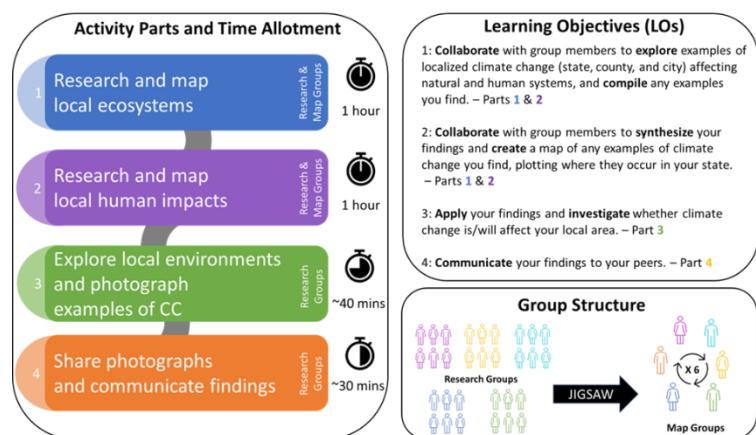 Activity Parts and Time Allotment
1
Research and map
local ecosystems
Research &
Map Groups
1 hour
2
Research and map
local human impacts
Research &
Map Groups
1 hour
3
Explore local environments
and photograph
examples of CC
Research
Groups
~40 mins
4
Share photographs
and communicate findings
Research
Groups
~30 mins
Learning Objectives (LOs)
1: Collaborate with group members to explore examples of
localized climate change (state, county, and city) affecting
natural and human systems, and compile any examples
you find. – Parts 1 & 2
2: Collaborate with group members to synthesize your
findings and create a map of any examples of climate
change you find, plotting where they occur in your state.
– Parts 1 & 2
3: Apply your findings and investigate whether climate
change is/will affect your local area. – Part 3
4: Communicate your findings to your peers. – Part 4
Group Structure
Research Groups
JIGSAW
X 6
Map Groups